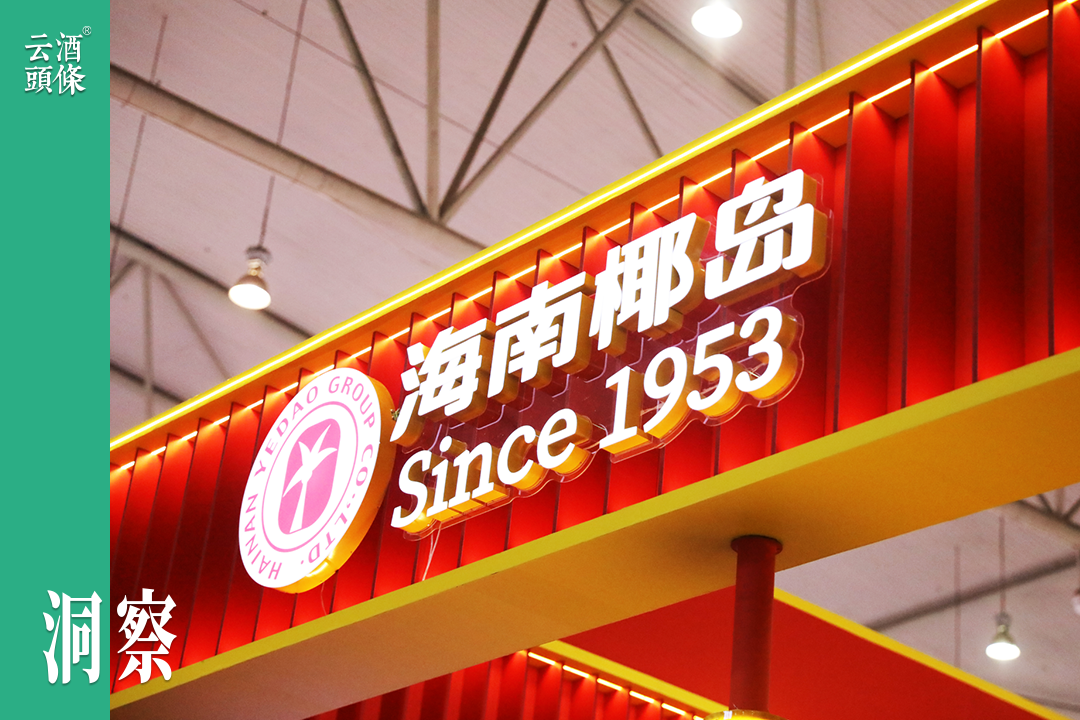 云酒®
頭條
海南椰岛
Since 1953
HAINAN YEDAO GROUP CO.,LTD.
洞察